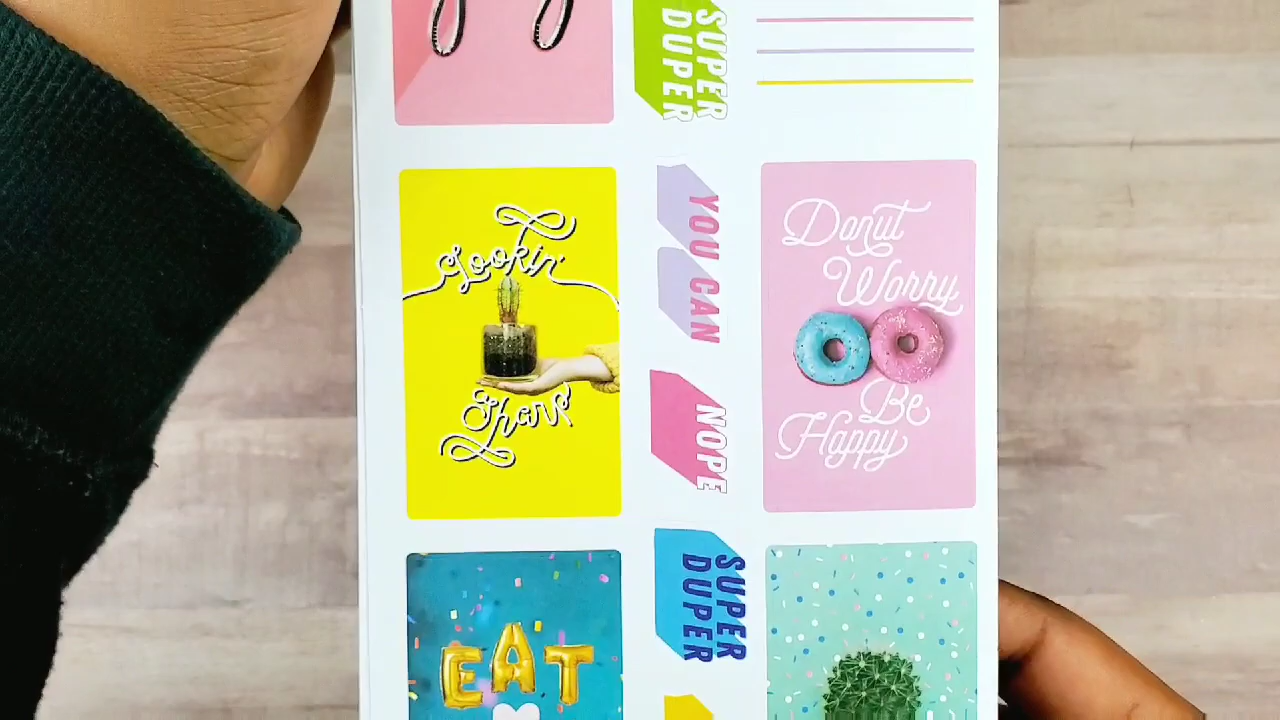 SUPER
DUPER
Lookin'
Sharp
YOU CAN
NOPE
Donut
Worry
Be
Happy
SUPER
DUPER
EAT